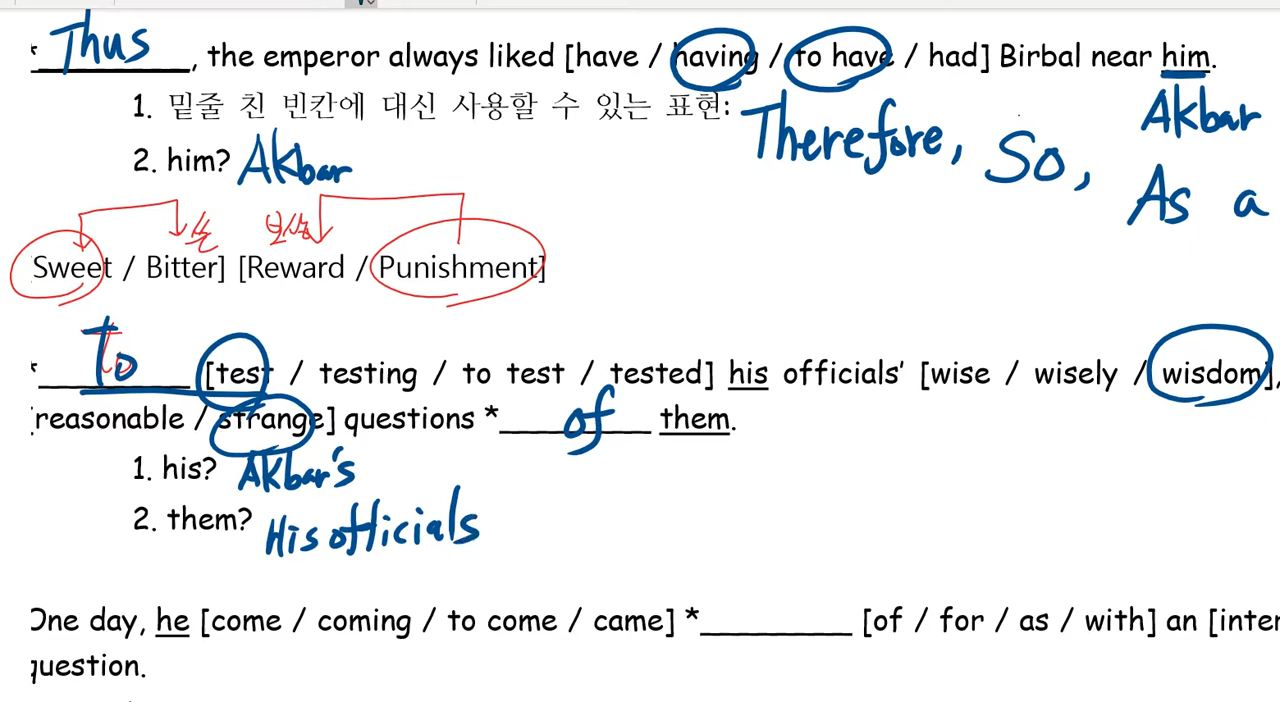 * Thus, the emperor always liked [have / having / to have / had] Birbal near him.
1. 밑줄 친 빈칸에 대신 사용할 수 있는 표현: Therefore, So, As a
Akbar
2. him? Akbar
쓴 보상
Sweet / Bitter] [Reward / Punishment]
* to [test / testing / to test / tested] his officials' [wise / wisely / wisdom],
[reasonable / strange] questions * of them.
1. his? Akbar's
2. them? His officials
One day, he [come / coming / to come / came] *__________ [of / for / as / with] an [inter
question.